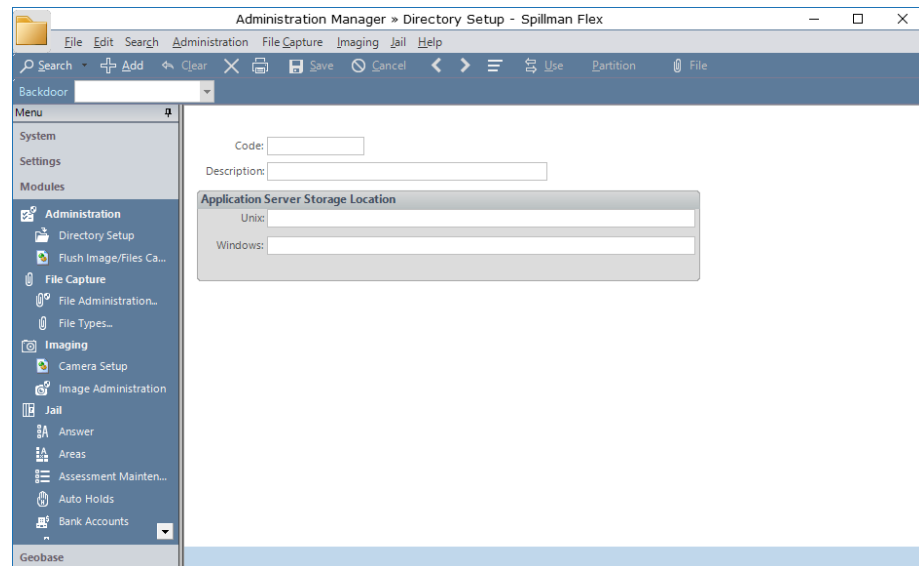 Administration Manager » Directory Setup - Spillman Flex
File Edit Search Administration File Capture Imaging Jail Help
Search Add Clear Save Cancel Use Partition File
Backdoor
Menu
System
Settings
Modules
Administration
Directory Setup
Flush Image/Files Ca...
File Capture
File Administration...
File Types...
Imaging
Camera Setup
Image Administration
Jail
Answer
Areas
Assessment Mainten...
Auto Holds
Bank Accounts
Geobase
Code:
Description:
Application Server Storage Location
Unix:
Windows: